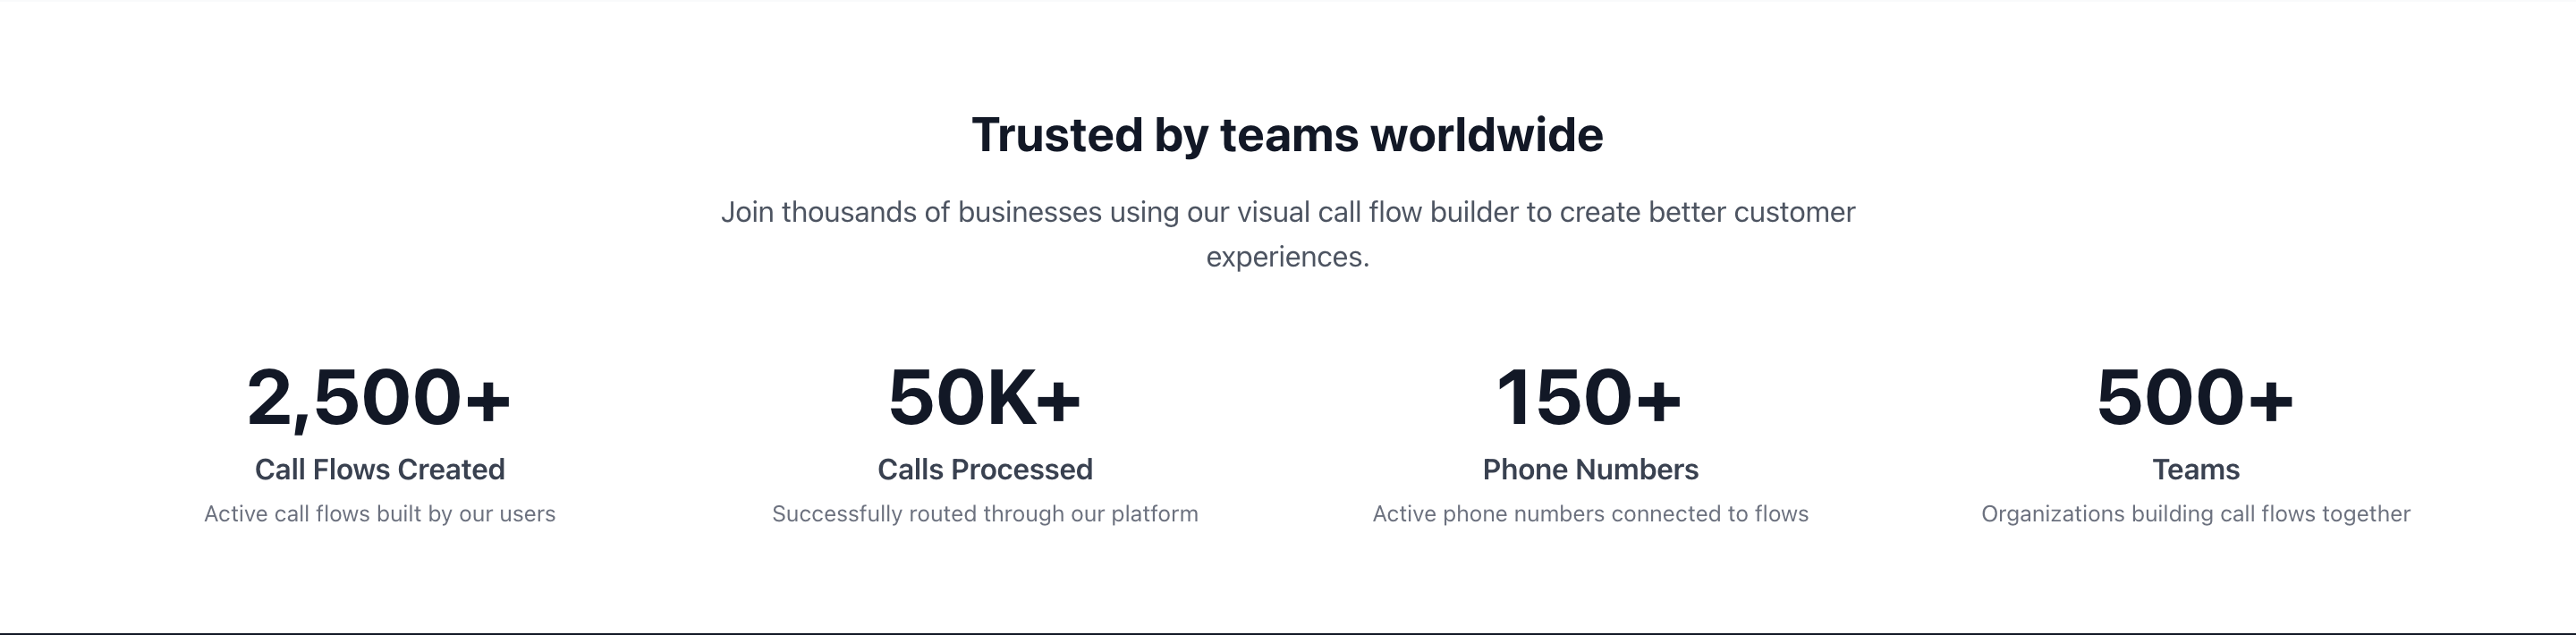 Trusted by teams worldwide
Join thousands of businesses using our visual call flow builder to create better customer
experiences.
2,500+
Call Flows Created
Active call flows built by our users
50K+
Calls Processed
Successfully routed through our platform
150+
Phone Numbers
Active phone numbers connected to flows
500+
Teams
Organizations building call flows together